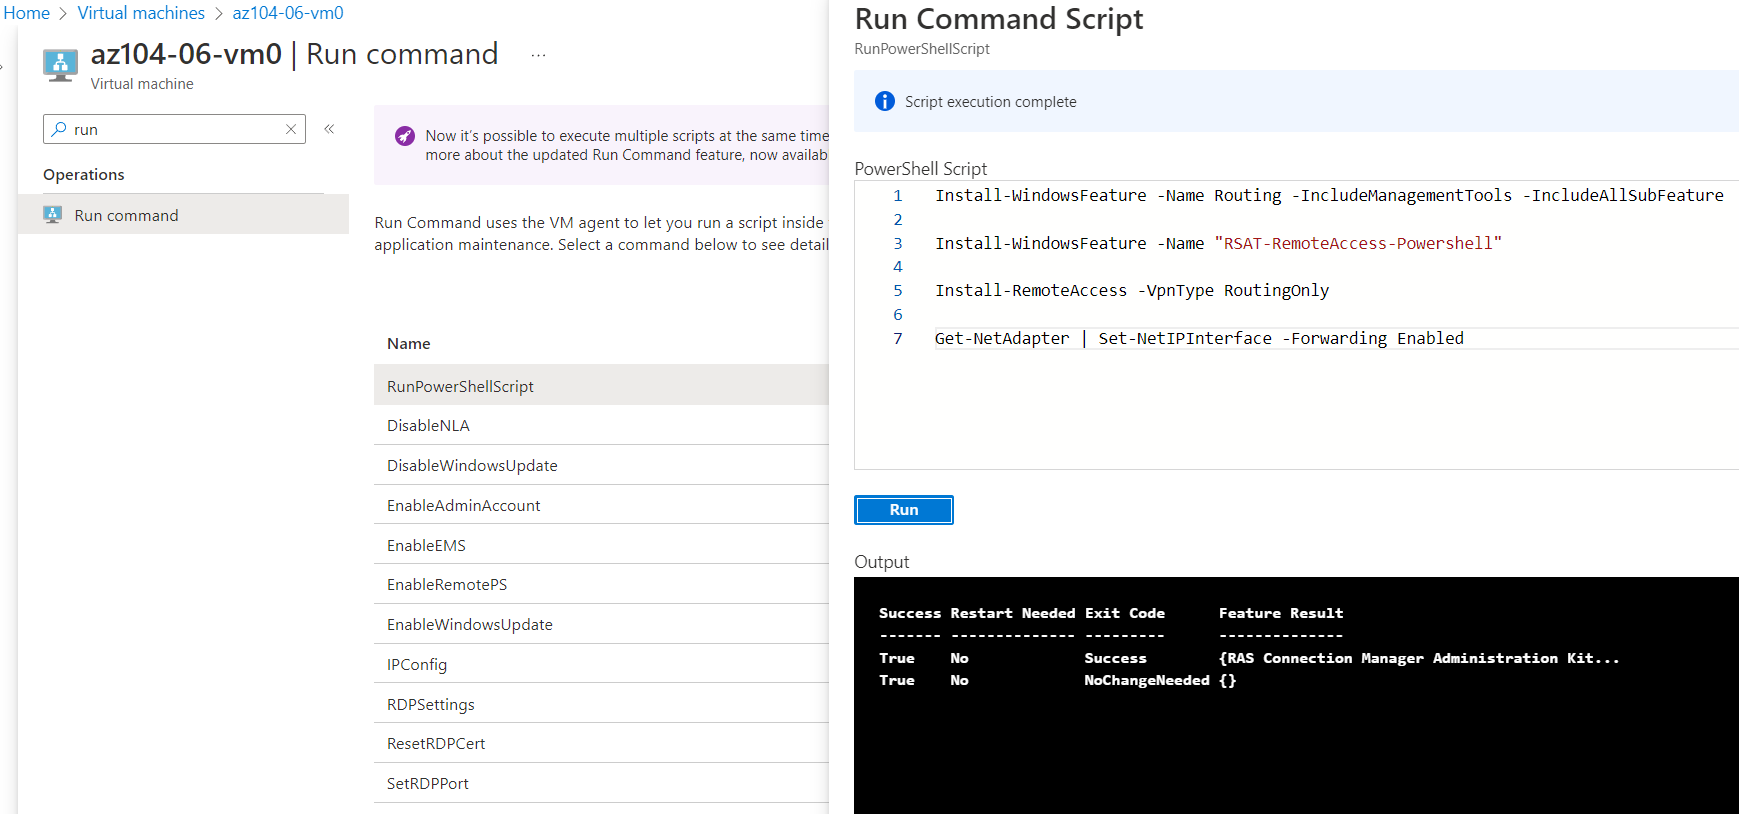 Home > Virtual machines > az104-06-vm0
az104-06-vm0 | Run command ...
Virtual machine
run
Operations
Run command
Now it's possible to execute multiple scripts at the same time
more about the updated Run Command feature, now availab
Run Command uses the VM agent to let you run a script inside
application maintenance. Select a command below to see detail
Name
RunPowerShellScript
DisableNLA
DisableWindowsUpdate
EnableAdminAccount
EnableEMS
EnableRemotePS
EnableWindowsUpdate
IPConfig
RDPSettings
ResetRDPCert
SetRDPPort
Run Command Script
RunPowerShellScript
Script execution complete
PowerShell Script
1 Install-WindowsFeature -Name Routing -IncludeManagementTools -IncludeAllSubFeature
2
3 Install-WindowsFeature -Name "RSAT-RemoteAccess-Powershell"
4
5 Install-RemoteAccess -VpnType RoutingOnly
6
7 Get-NetAdapter | Set-NetIPInterface -Forwarding Enabled
Run
Output
Success Restart Needed Exit Code      Feature Result
------- -------------- ---------      --------------
True    No             Success        {RAS Connection Manager Administration Kit...
True    No             NoChangeNeeded {}